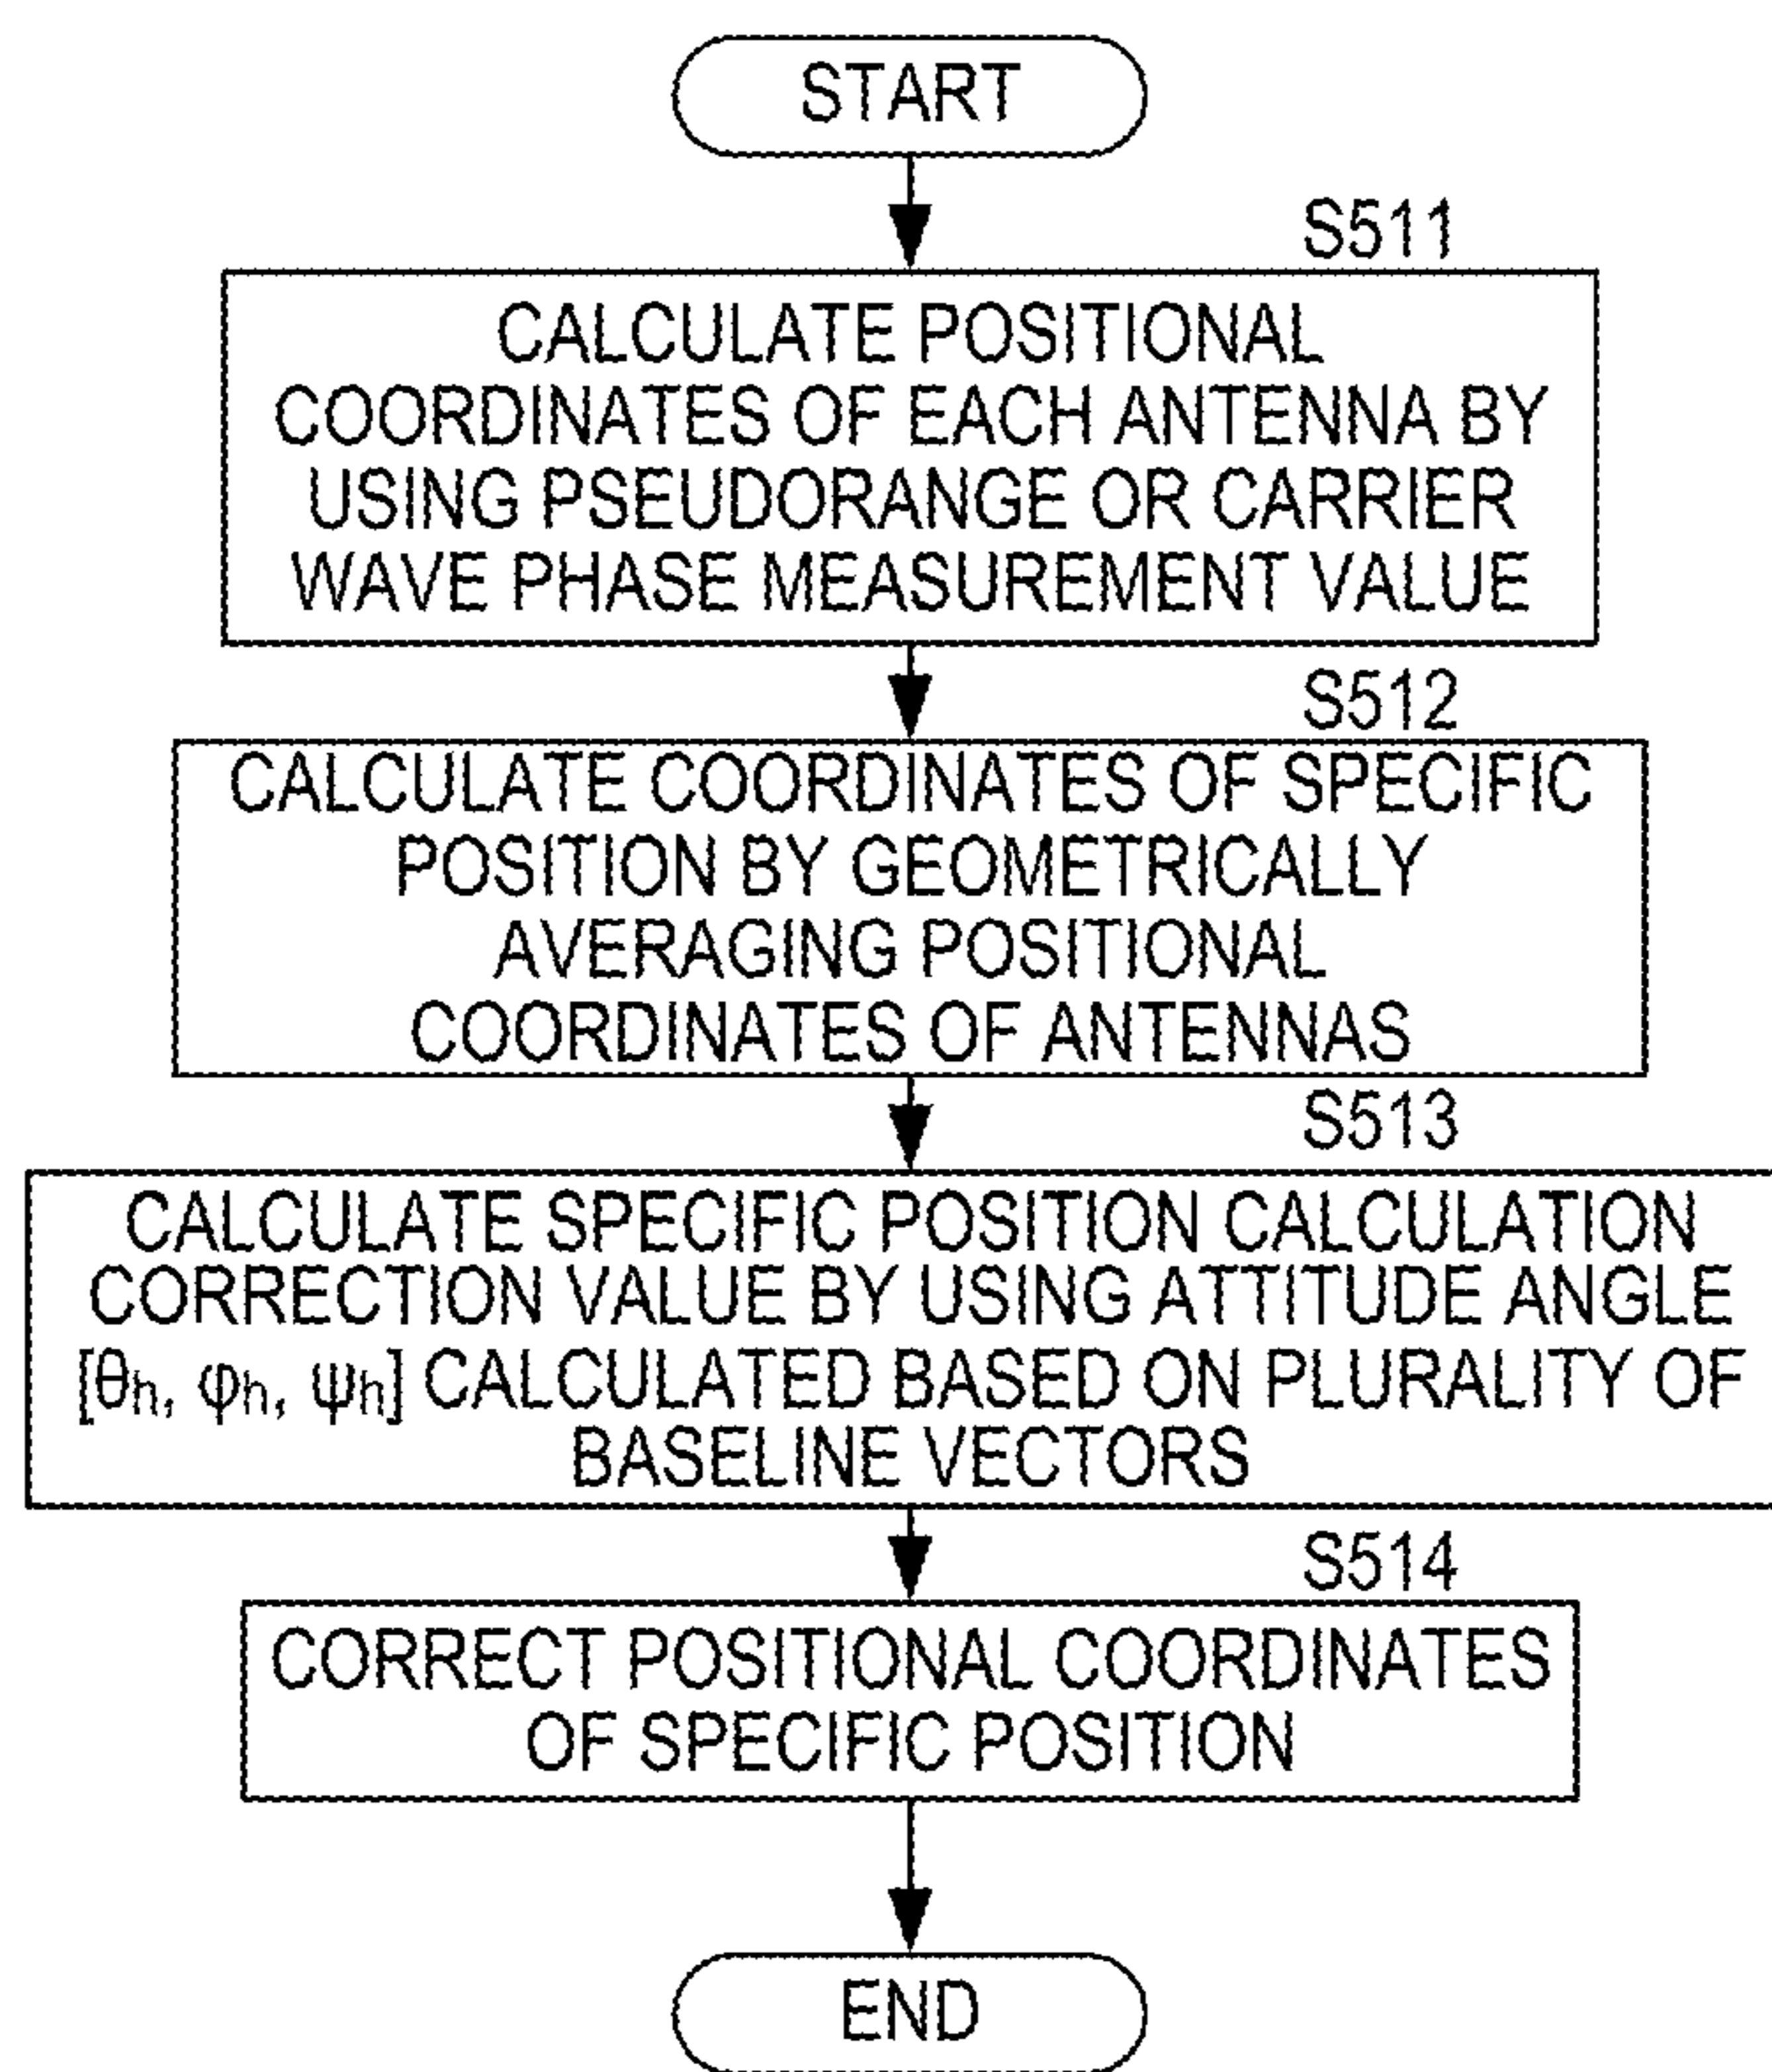 START
S511
CALCULATE POSITIONAL
COORDINATES OF EACH ANTENNA BY
USING PSEUDORANGE OR CARRIER
WAVE PHASE MEASUREMENT VALUE
S512
CALCULATE COORDINATES OF SPECIFIC
POSITION BY GEOMETRICALLY
AVERAGING POSITIONAL
COORDINATES OF ANTENNAS
S513
CALCULATE SPECIFIC POSITION CALCULATION
CORRECTION VALUE BY USING ATTITUDE ANGLE
[θh, φh, ψh] CALCULATED BASED ON PLURALITY OF
BASELINE VECTORS
S514
CORRECT POSITIONAL COORDINATES
OF SPECIFIC POSITION
END